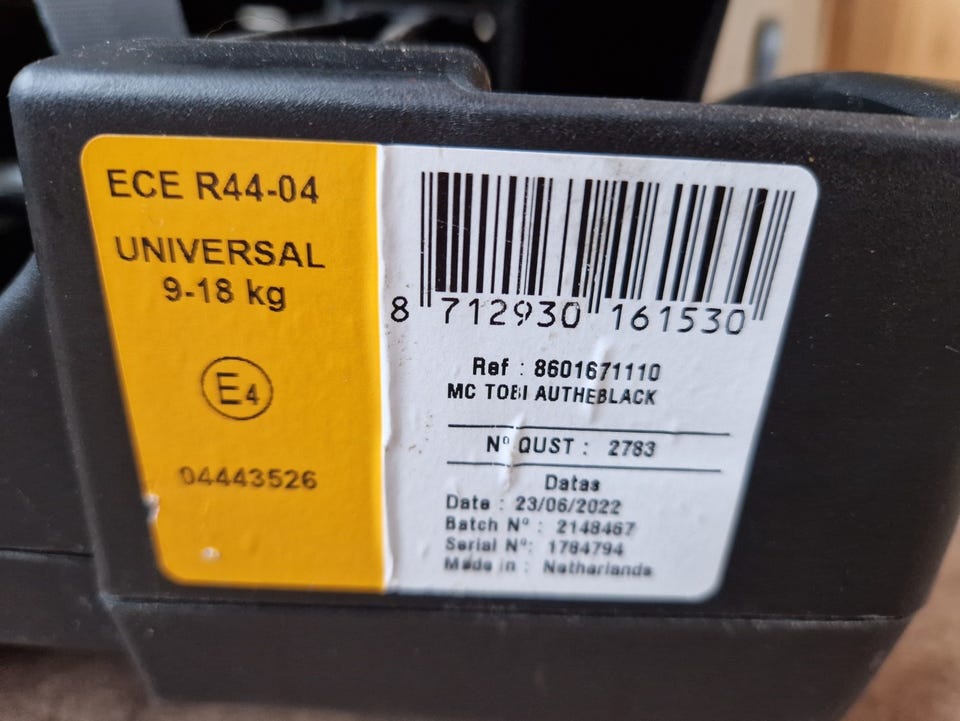 ECE R44-04
UNIVERSAL
9-18 kg
E4
04443526
8 712930 161530
Ref : 8601671110
MC TOBI AUTHEBLACK
Nº QUST : 2783
Datas
Date : 23/06/2022
Batch Nº : 2148467
Serial Nº: 1784794
Made in : Netherlands